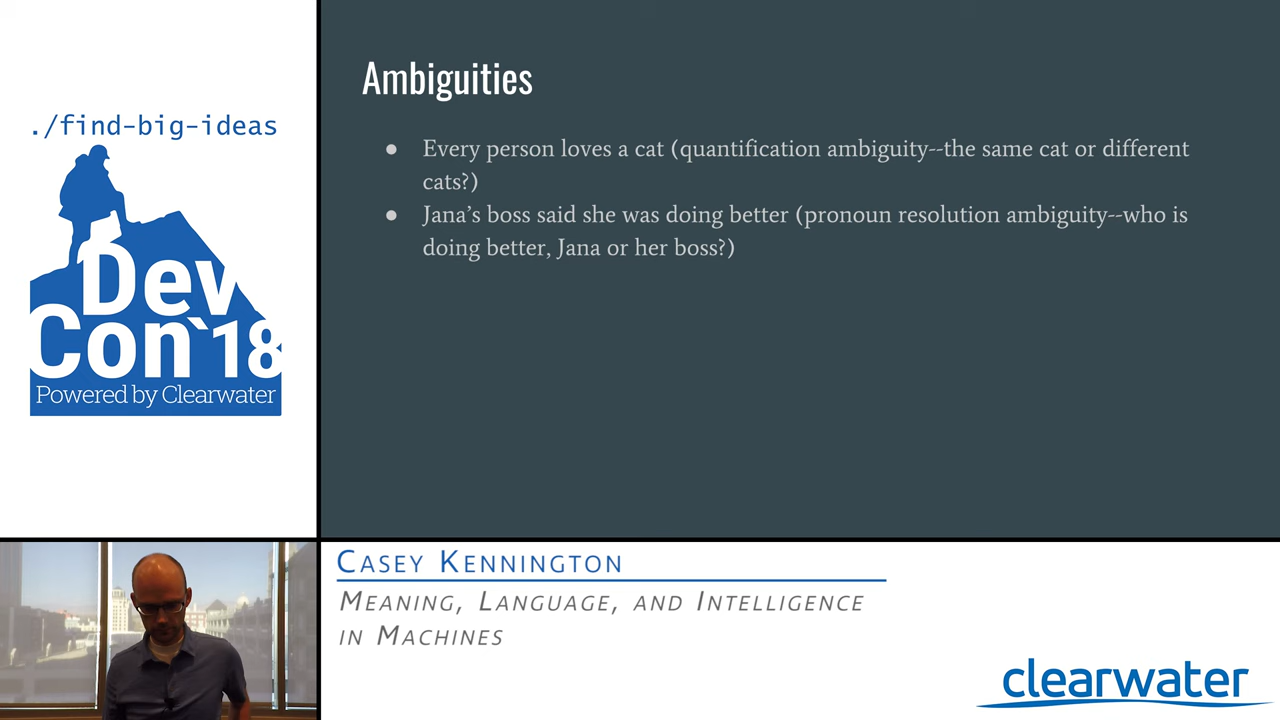 ./find-big-ideas
Dev
Con`18
Powered by Clearwater
Ambiguities
● Every person loves a cat (quantification ambiguity--the same cat or different
cats?)
● Jana’s boss said she was doing better (pronoun resolution ambiguity--who is
doing better, Jana or her boss?)
CASEY KENNINGTON
MEANING, LANGUAGE, AND INTELLIGENCE
IN MACHINES
clearwater